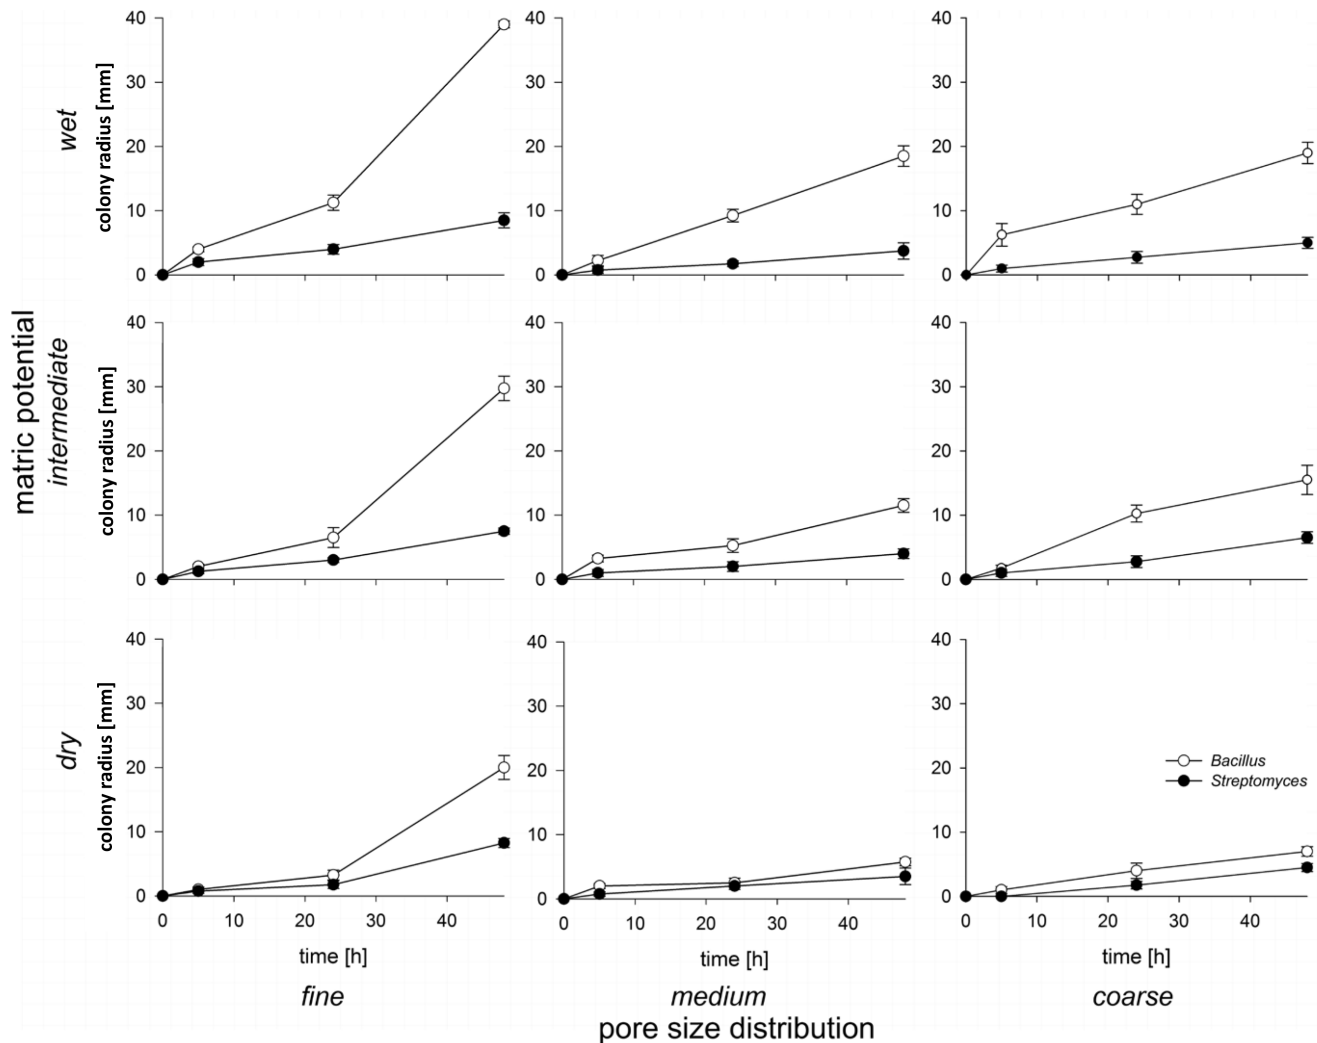 40 40 40
30 30 30
20 20 20
10 10 10
0 0 0
colony radius [mm]
wet
40 40 40
30 30 30
20 20 20
10 10 10
0 0 0
colony radius [mm]
intermediate
matric potential
40 40 40
30 30 30
20 20 20
10 10 10
0 0 0
colony radius [mm]
dry
Bacillus
Streptomyces
0 10 20 30 40 0 10 20 30 40 0 10 20 30 40
time [h] time [h] time [h]
fine medium coarse
pore size distribution